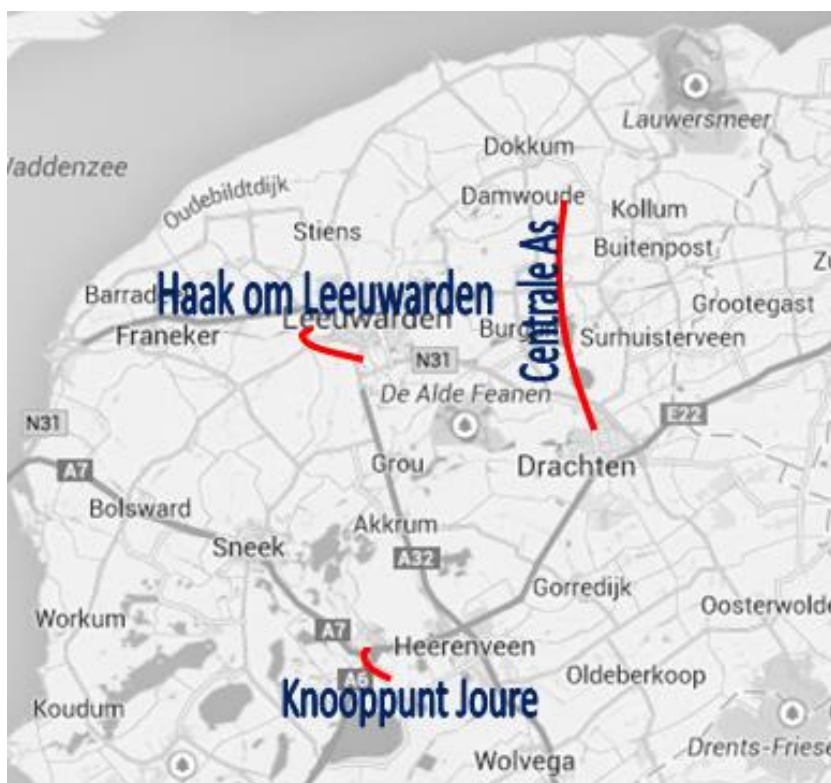 Lauwersmeer
Dokkum
addenzee
Oudebildtdijk
Damwoude
Kollum
Stiens
Buitenpost
Centrale As
Barrad
Haak om Leeuwarden
Leeuwarden
Grootegast
Franeker
Burg
Surhuisterveen
N31
De Alde Feanen
N31
E22
A7
Grou
Drachten
Bolsward
Akkrum
Sneek
A32
Gorredijk
Workum
A7
Heerenveen
Oosterwolde
A6
Oldeberkoop
Knooppunt Joure
Koudum
Wolvega
Drents-Friese